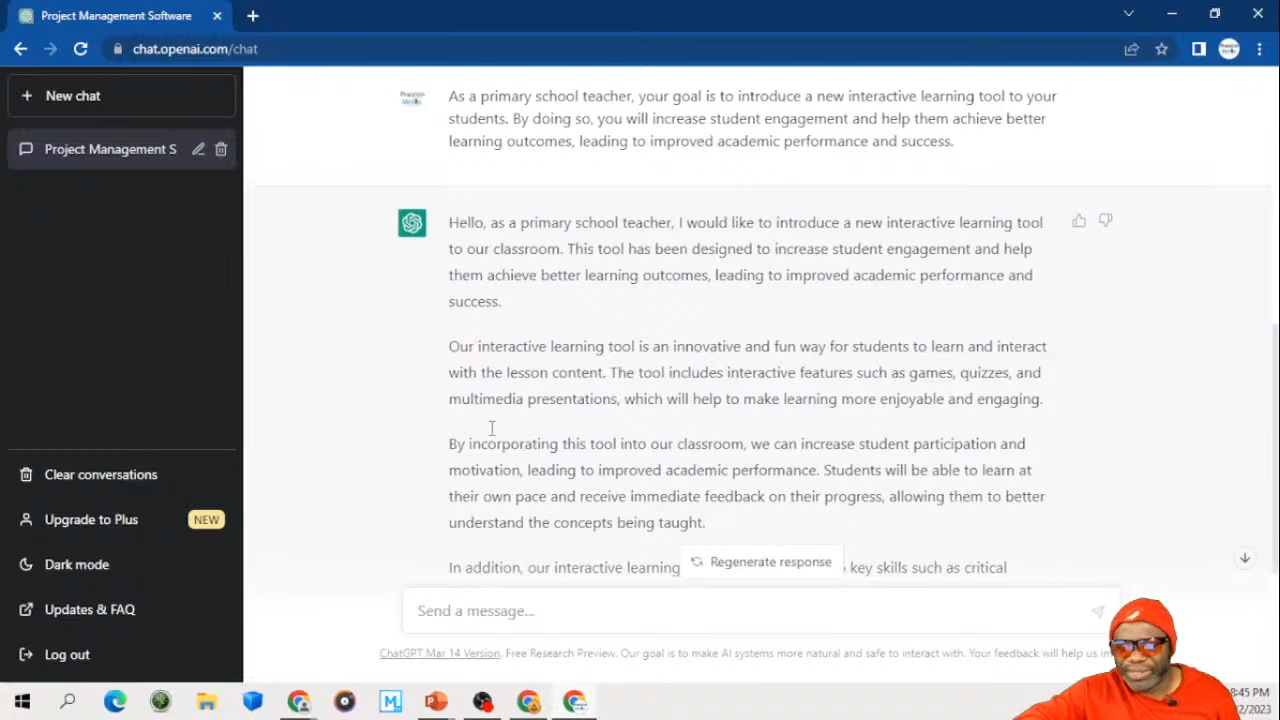 Project Management Software
chat.openai.com/chat
New chat
Project Management S
Clear conversations
Upgrade to Plus
NEW
Dark mode
Updates & FAQ
Log out
As a primary school teacher, your goal is to introduce a new interactive learning tool to your
students. By doing so, you will increase student engagement and help them achieve better
learning outcomes, leading to improved academic performance and success.
Hello, as a primary school teacher, I would like to introduce a new interactive learning tool
to our classroom. This tool has been designed to increase student engagement and help
them achieve better learning outcomes, leading to improved academic performance and
success.
Our interactive learning tool is an innovative and fun way for students to learn and interact
with the lesson content. The tool includes interactive features such as games, quizzes, and
multimedia presentations, which will help to make learning more enjoyable and engaging.
By incorporating this tool into our classroom, we can increase student participation and
motivation, leading to improved academic performance. Students will be able to learn at
their own pace and receive immediate feedback on their progress, allowing them to better
understand the concepts being taught.
In addition, our interactive learning
key skills such as critical
Regenerate response
Send a message...
ChatGPT Mar 14 Version. Free Research Preview. Our goal is to make AI systems more natural and safe to interact with. Your feedback will help us
8:45 PM
2/2023